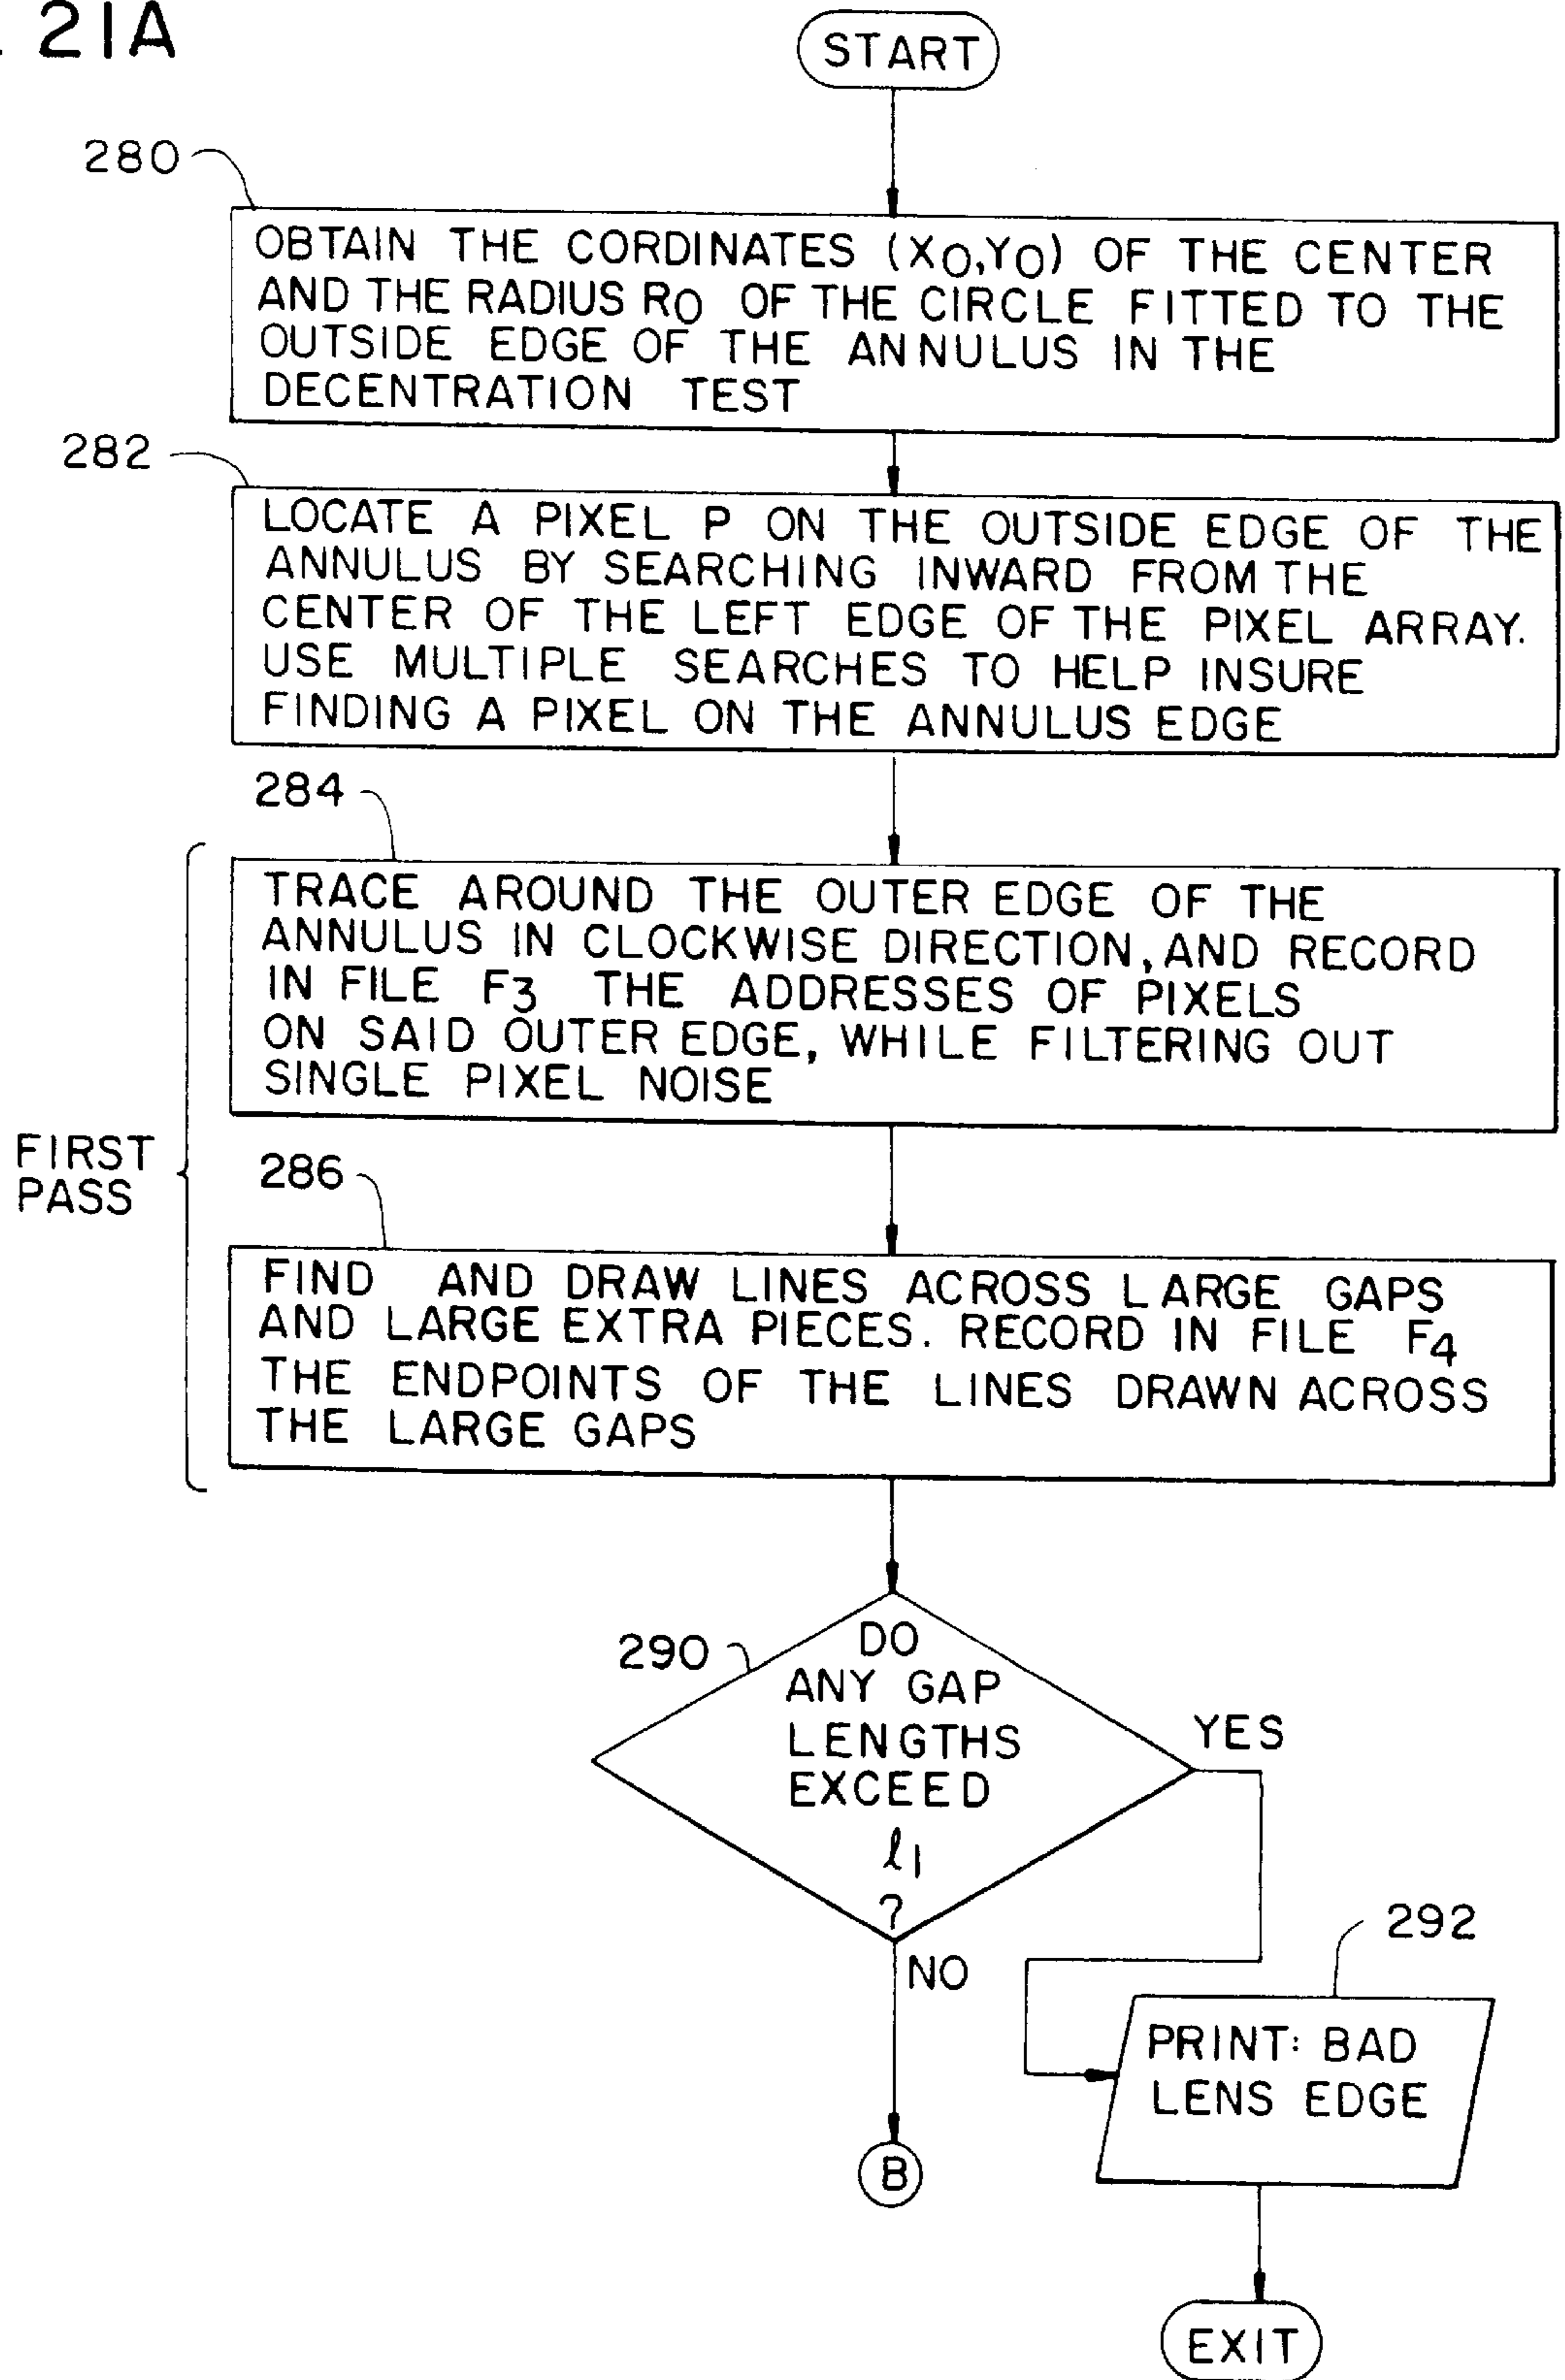 21A
START
280
OBTAIN THE CORDINATES (X0,Y0) OF THE CENTER
AND THE RADIUS R0 OF THE CIRCLE FITTED TO THE
OUTSIDE EDGE OF THE ANNULUS IN THE
DECENTRATION TEST
282
LOCATE A PIXEL P ON THE OUTSIDE EDGE OF THE
ANNULUS BY SEARCHING INWARD FROM THE
CENTER OF THE LEFT EDGE OF THE PIXEL ARRAY.
USE MULTIPLE SEARCHES TO HELP INSURE
FINDING A PIXEL ON THE ANNULUS EDGE
284
TRACE AROUND THE OUTER EDGE OF THE
ANNULUS IN CLOCKWISE DIRECTION, AND RECORD
IN FILE F3 THE ADDRESSES OF PIXELS
ON SAID OUTER EDGE, WHILE FILTERING OUT
SINGLE PIXEL NOISE
FIRST
PASS
286
FIND AND DRAW LINES ACROSS LARGE GAPS
AND LARGE EXTRA PIECES. RECORD IN FILE F4
THE ENDPOINTS OF THE LINES DRAWN ACROSS
THE LARGE GAPS
290
DO
ANY GAP
LENGTHS
EXCEED
ℓ1
?
YES
NO
292
PRINT: BAD
LENS EDGE
B
EXIT